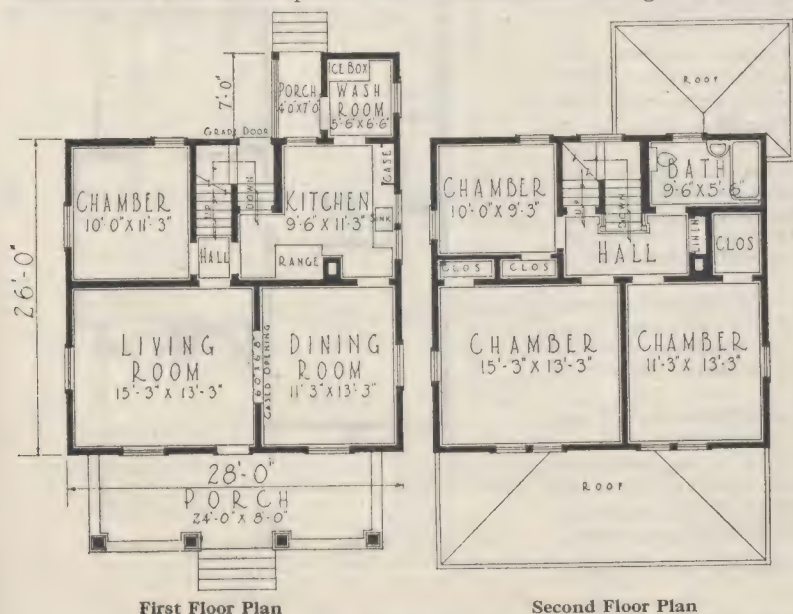 ICE BOX
PORCH
4'0"X7'0"
WASH
ROOM
5'6"X6'6"
7'-0"
GRADE DOOR
CHAMBER
10'0"X11'-3"
UP
DOWN
KITCHEN
9'-6"X11'-3"
CASE
SINK
HALL
RANGE
26'-0"
LIVING
ROOM
15'-3"X13'-3"
6'0"X6'8"
CASED OPENING
DINING
ROOM
11'3"X13'3"
28'-0"
PORCH
24'-0"X8'-0"
First Floor Plan
ROOF
CHAMBER
10'-0"X9'-3"
UP
DOWN
BATH
9'-6"X5'-6"
HALL
LINEN
CLOS
CLOS
CLOS
CHAMBER
15'-3"X13'-3"
CHAMBER
11'-3"X13'-3"
ROOF
Second Floor Plan